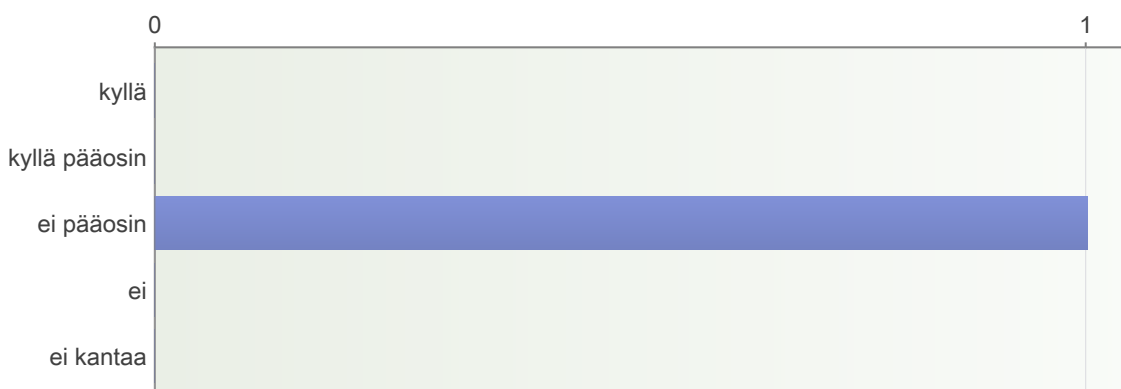 0 1
kyllä
kyllä pääosin
ei pääosin
ei
ei kantaa